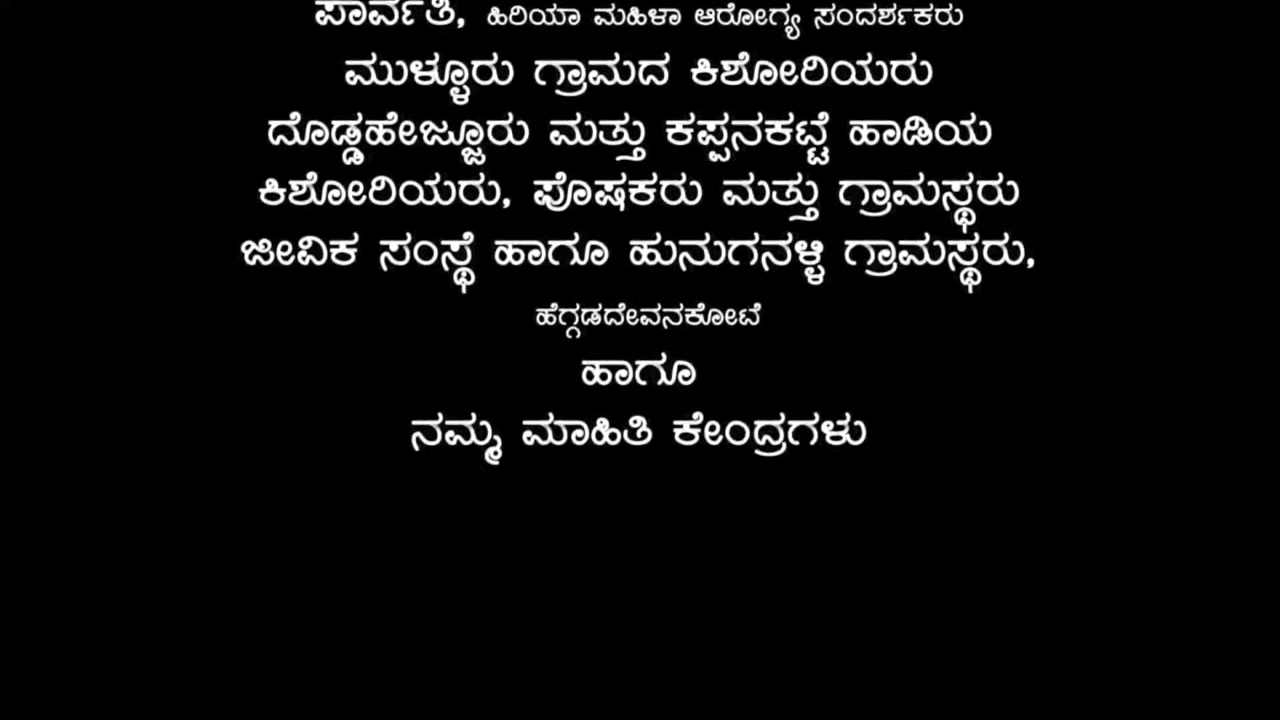 ಪಾರ್ವತಿ, ಹಿರಿಯಾ ಮಹಿಳಾ ಆರೋಗ್ಯ ಸಂದರ್ಶಕರು
ಮುಳ್ಳೂರು ಗ್ರಾಮದ ಕಿಶೋರಿಯರು
ದೊಡ್ಡಹೇಜ್ಜೂರು ಮತ್ತು ಕಪ್ಪನಕಟ್ಟೆ ಹಾಡಿಯ
ಕಿಶೋರಿಯರು, ಪೊಷಕರು ಮತ್ತು ಗ್ರಾಮಸ್ಥರು
ಜೀವಿಕ ಸಂಸ್ಥೆ ಹಾಗೂ ಹುನುಗನಳ್ಳಿ ಗ್ರಾಮಸ್ಥರು,
ಹೆಗ್ಗಡದೇವನಕೋಟೆ
ಹಾಗೂ
ನಮ್ಮ ಮಾಹಿತಿ ಕೇಂದ್ರಗಳು